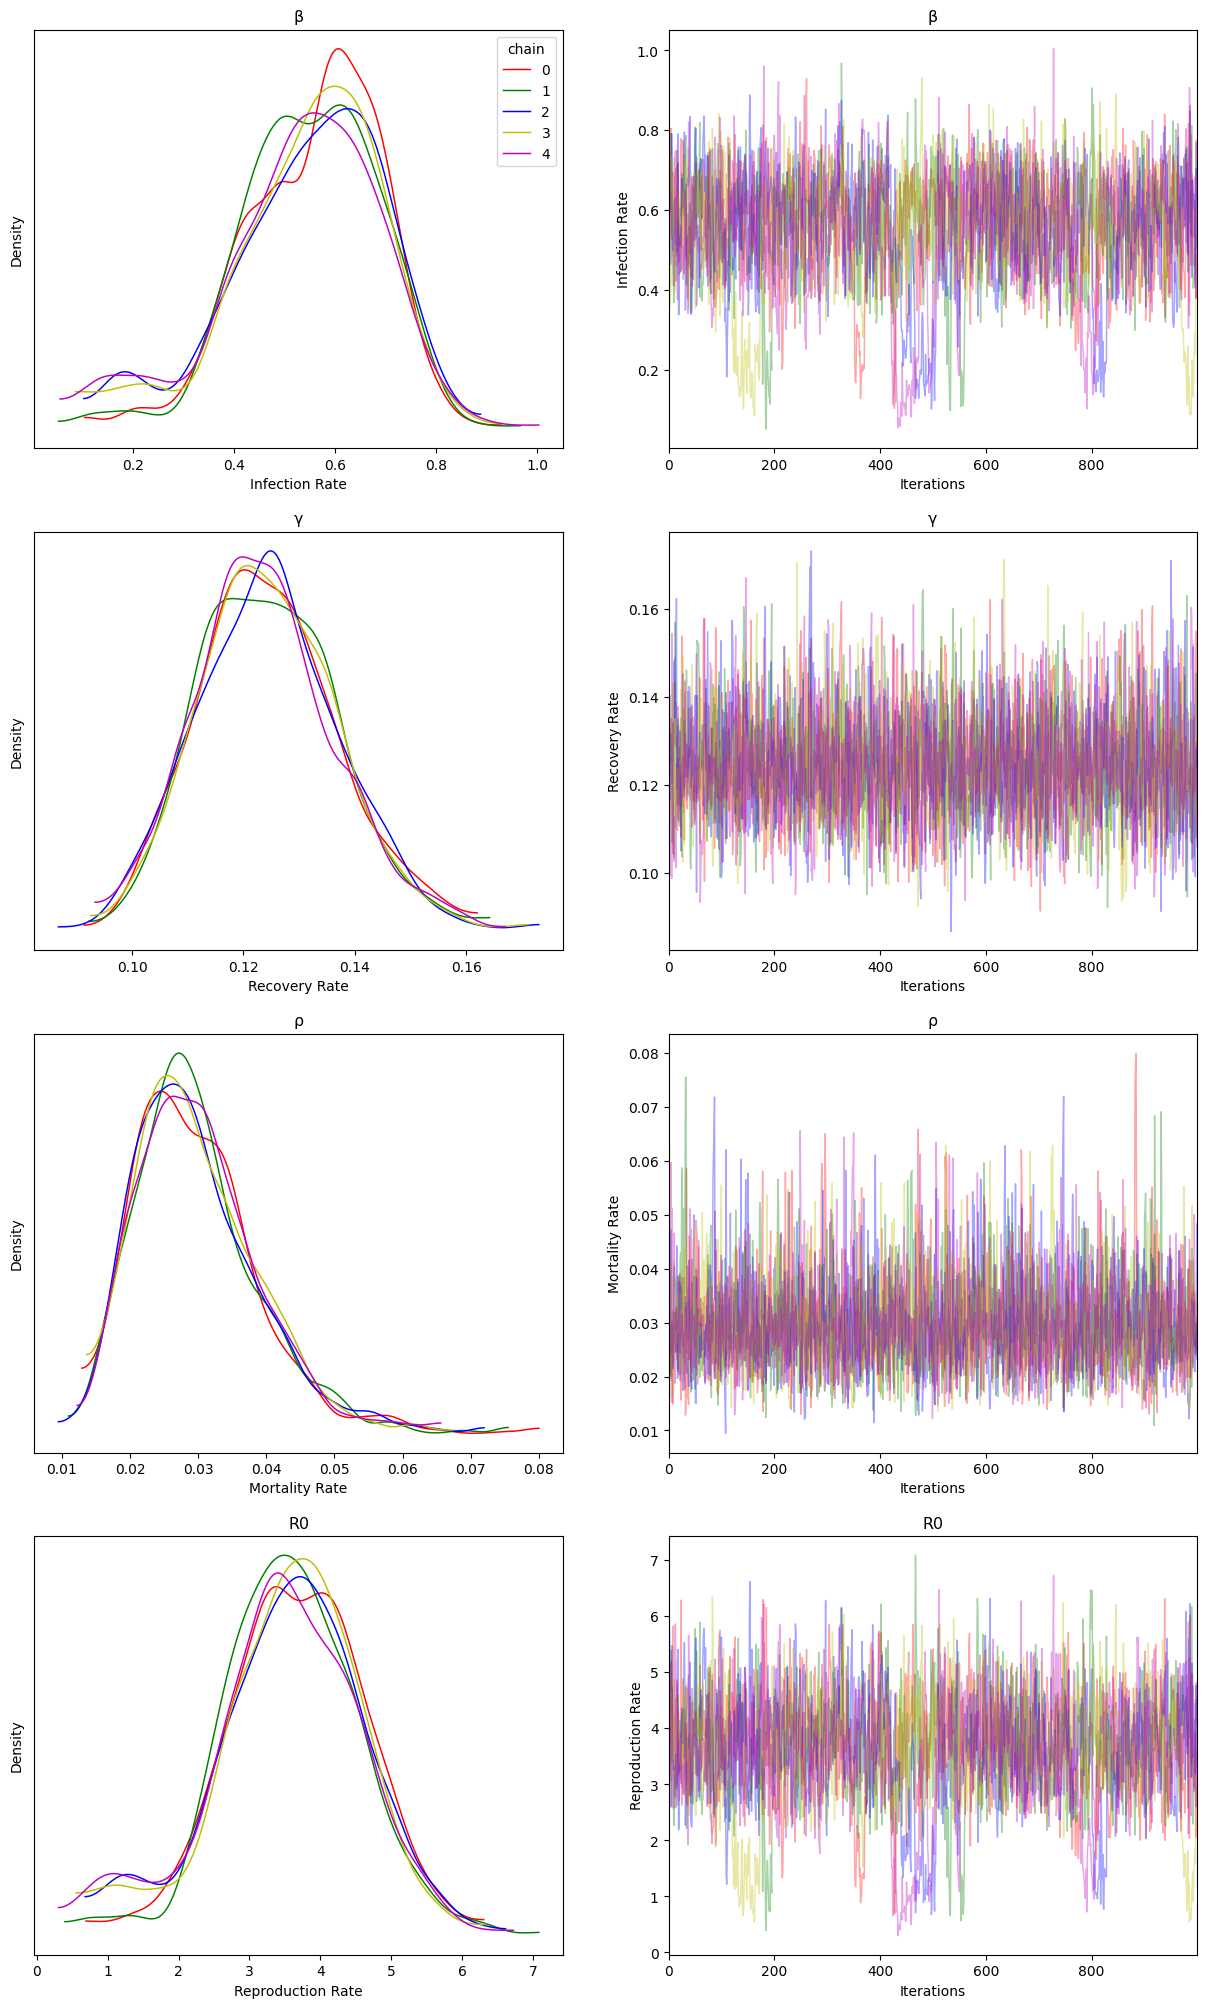 β
Density
chain
0
1
2
3
4
0.2 0.4 0.6 0.8 1.0
Infection Rate
β
Infection Rate
1.0
0.8
0.6
0.4
0.2
0 200 400 600 800
Iterations
γ
Density
0.10 0.12 0.14 0.16
Recovery Rate
γ
Recovery Rate
0.16
0.14
0.12
0.10
0 200 400 600 800
Iterations
ρ
Density
0.01 0.02 0.03 0.04 0.05 0.06 0.07 0.08
Mortality Rate
ρ
Mortality Rate
0.08
0.07
0.06
0.05
0.04
0.03
0.02
0.01
0 200 400 600 800
Iterations
R0
Density
0 1 2 3 4 5 6 7
Reproduction Rate
R0
Reproduction Rate
7
6
5
4
3
2
1
0
0 200 400 600 800
Iterations